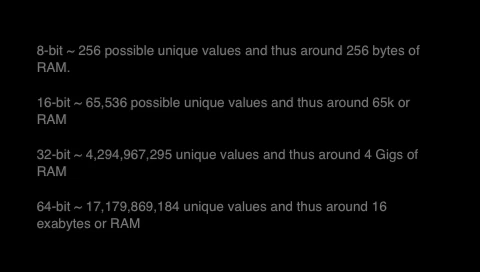 8-bit ~ 256 possible unique values and thus around 256 bytes of
RAM.
16-bit ~ 65,536 possible unique values and thus around 65k or
RAM
32-bit ~ 4,294,967,295 unique values and thus around 4 Gigs of
RAM
64-bit ~ 17,179,869,184 unique values and thus around 16
exabytes or RAM